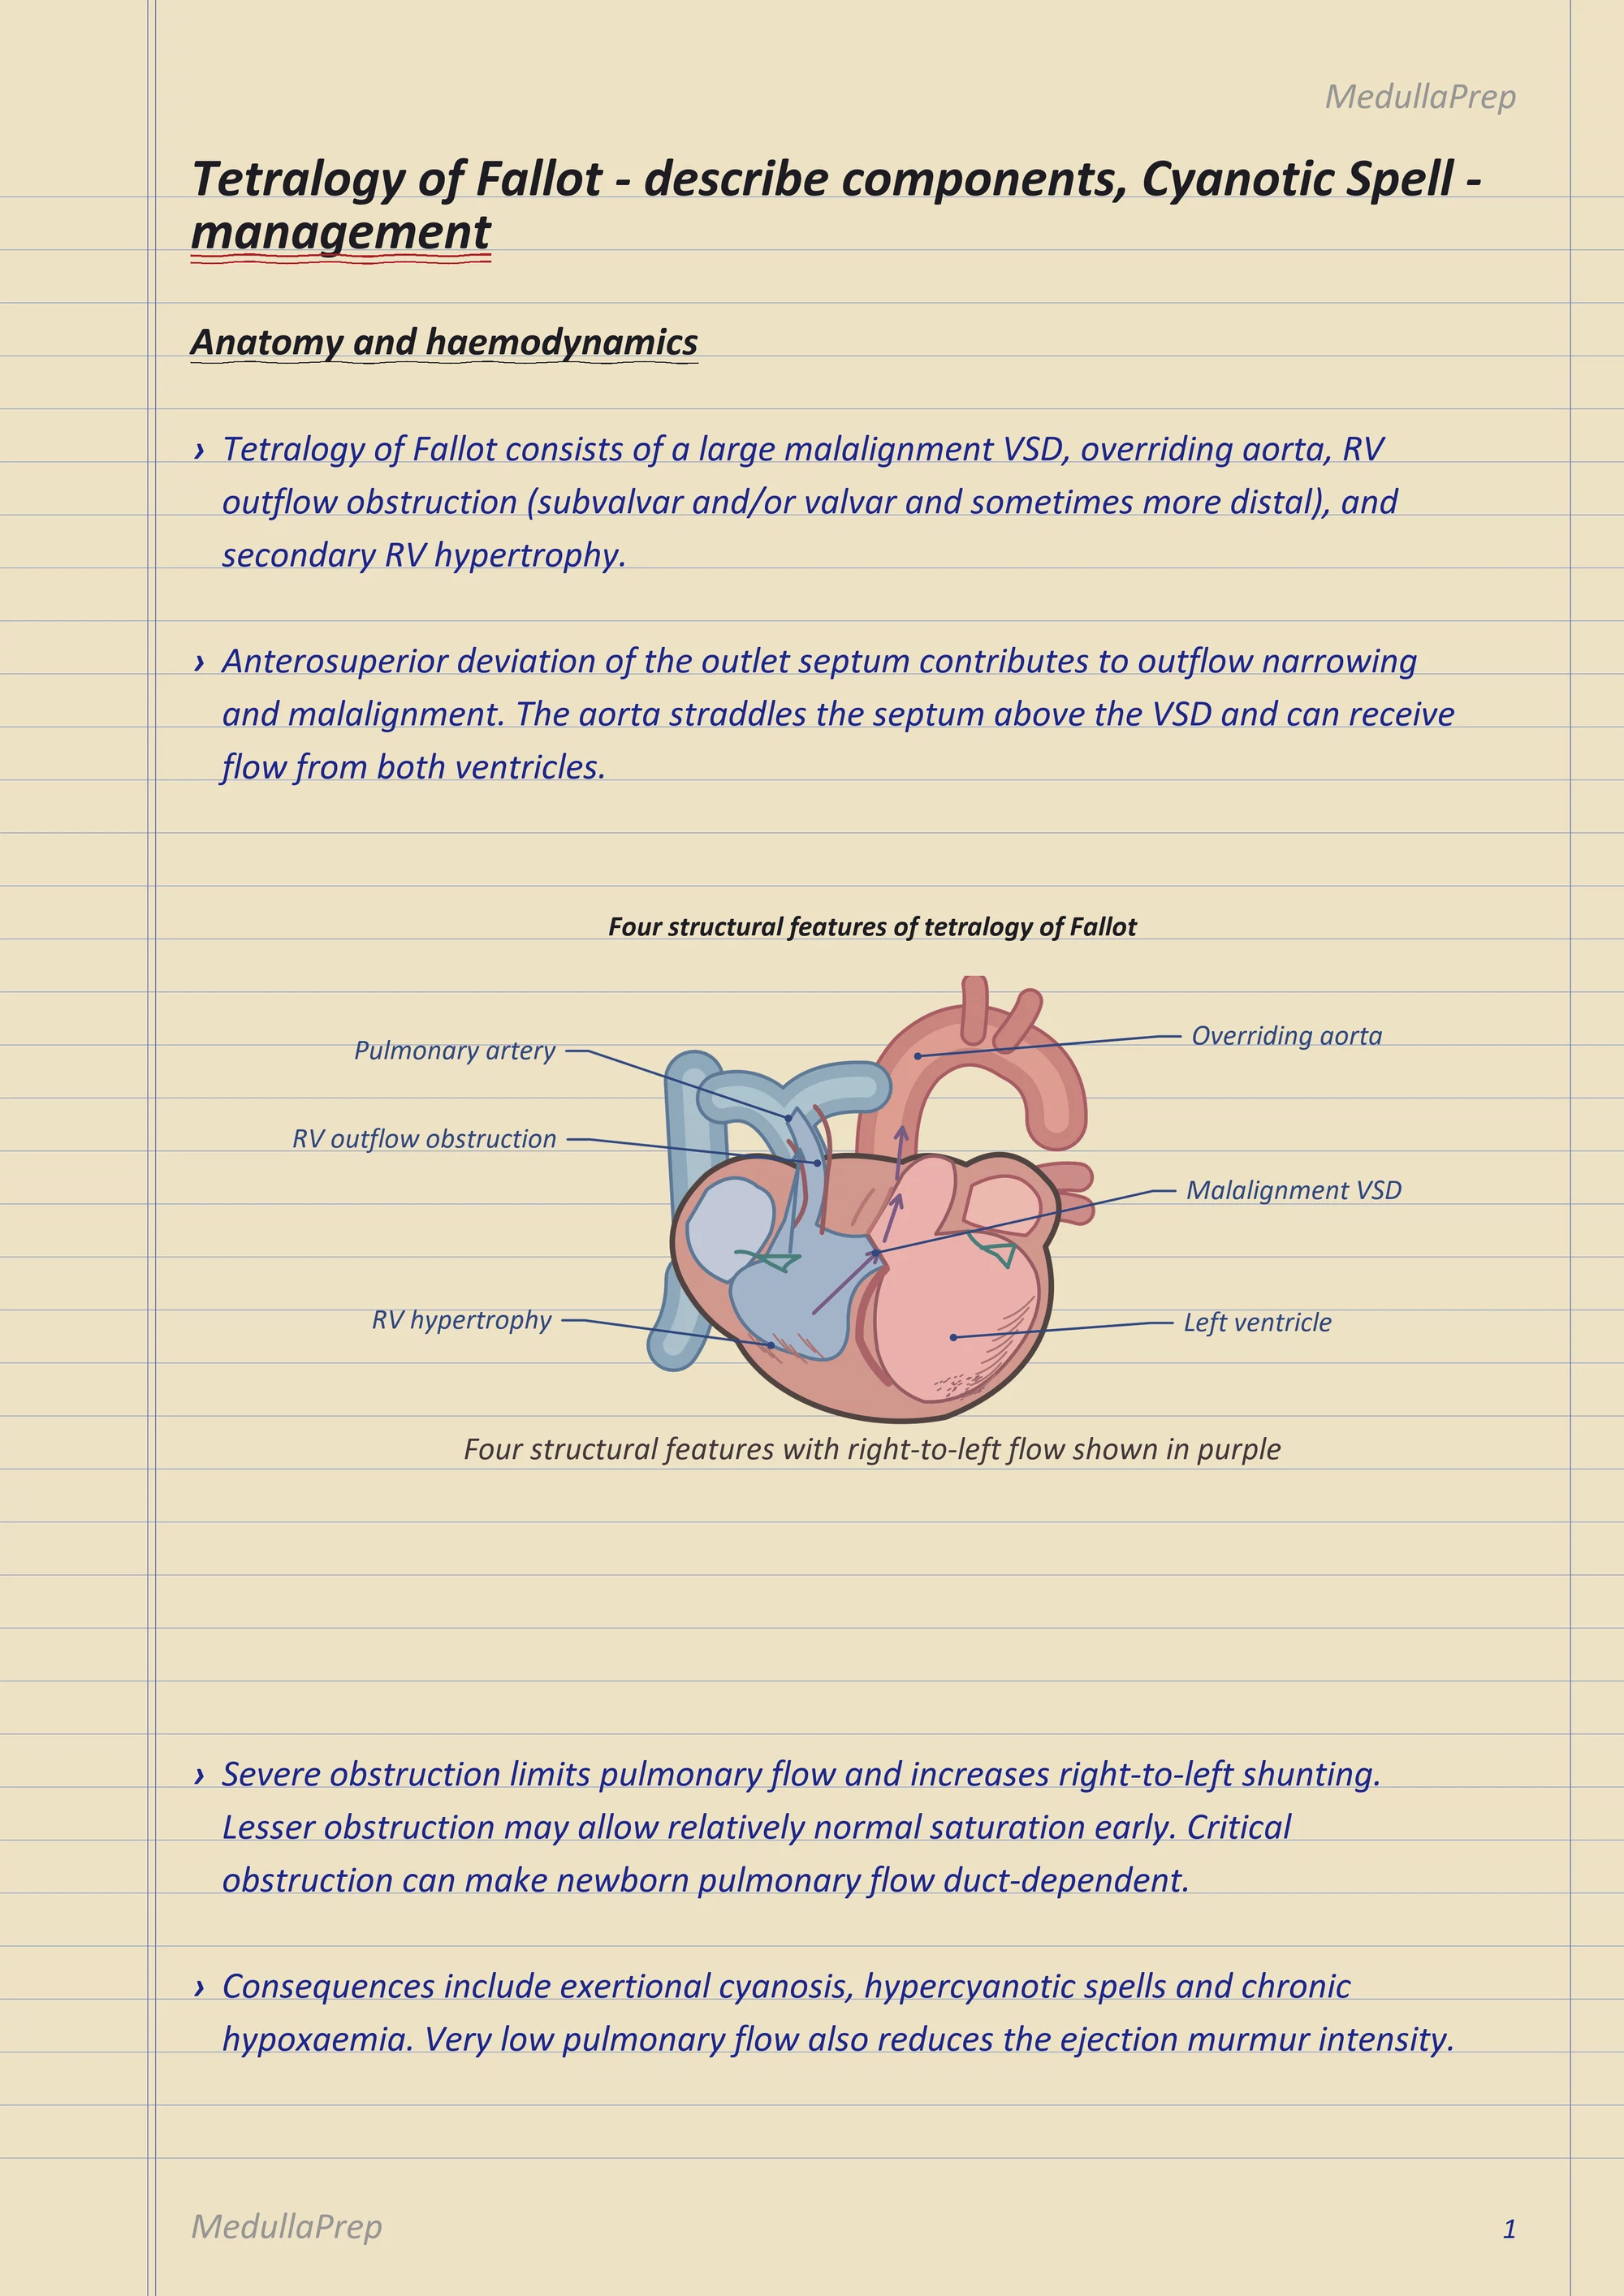 MedullaPrep
Tetralogy of Fallot - describe components, Cyanotic Spell -
management
Anatomy and haemodynamics
› Tetralogy of Fallot consists of a large malalignment VSD, overriding aorta, RV
outflow obstruction (subvalvar and/or valvar and sometimes more distal), and
secondary RV hypertrophy.
› Anterosuperior deviation of the outlet septum contributes to outflow narrowing
and malalignment. The aorta straddles the septum above the VSD and can receive
flow from both ventricles.
Four structural features of tetralogy of Fallot
Overriding aorta
Pulmonary artery
RV outflow obstruction
Malalignment VSD
RV hypertrophy
Left ventricle
Four structural features with right-to-left flow shown in purple
› Severe obstruction limits pulmonary flow and increases right-to-left shunting.
Lesser obstruction may allow relatively normal saturation early. Critical
obstruction can make newborn pulmonary flow duct-dependent.
› Consequences include exertional cyanosis, hypercyanotic spells and chronic
hypoxaemia. Very low pulmonary flow also reduces the ejection murmur intensity.
MedullaPrep
1